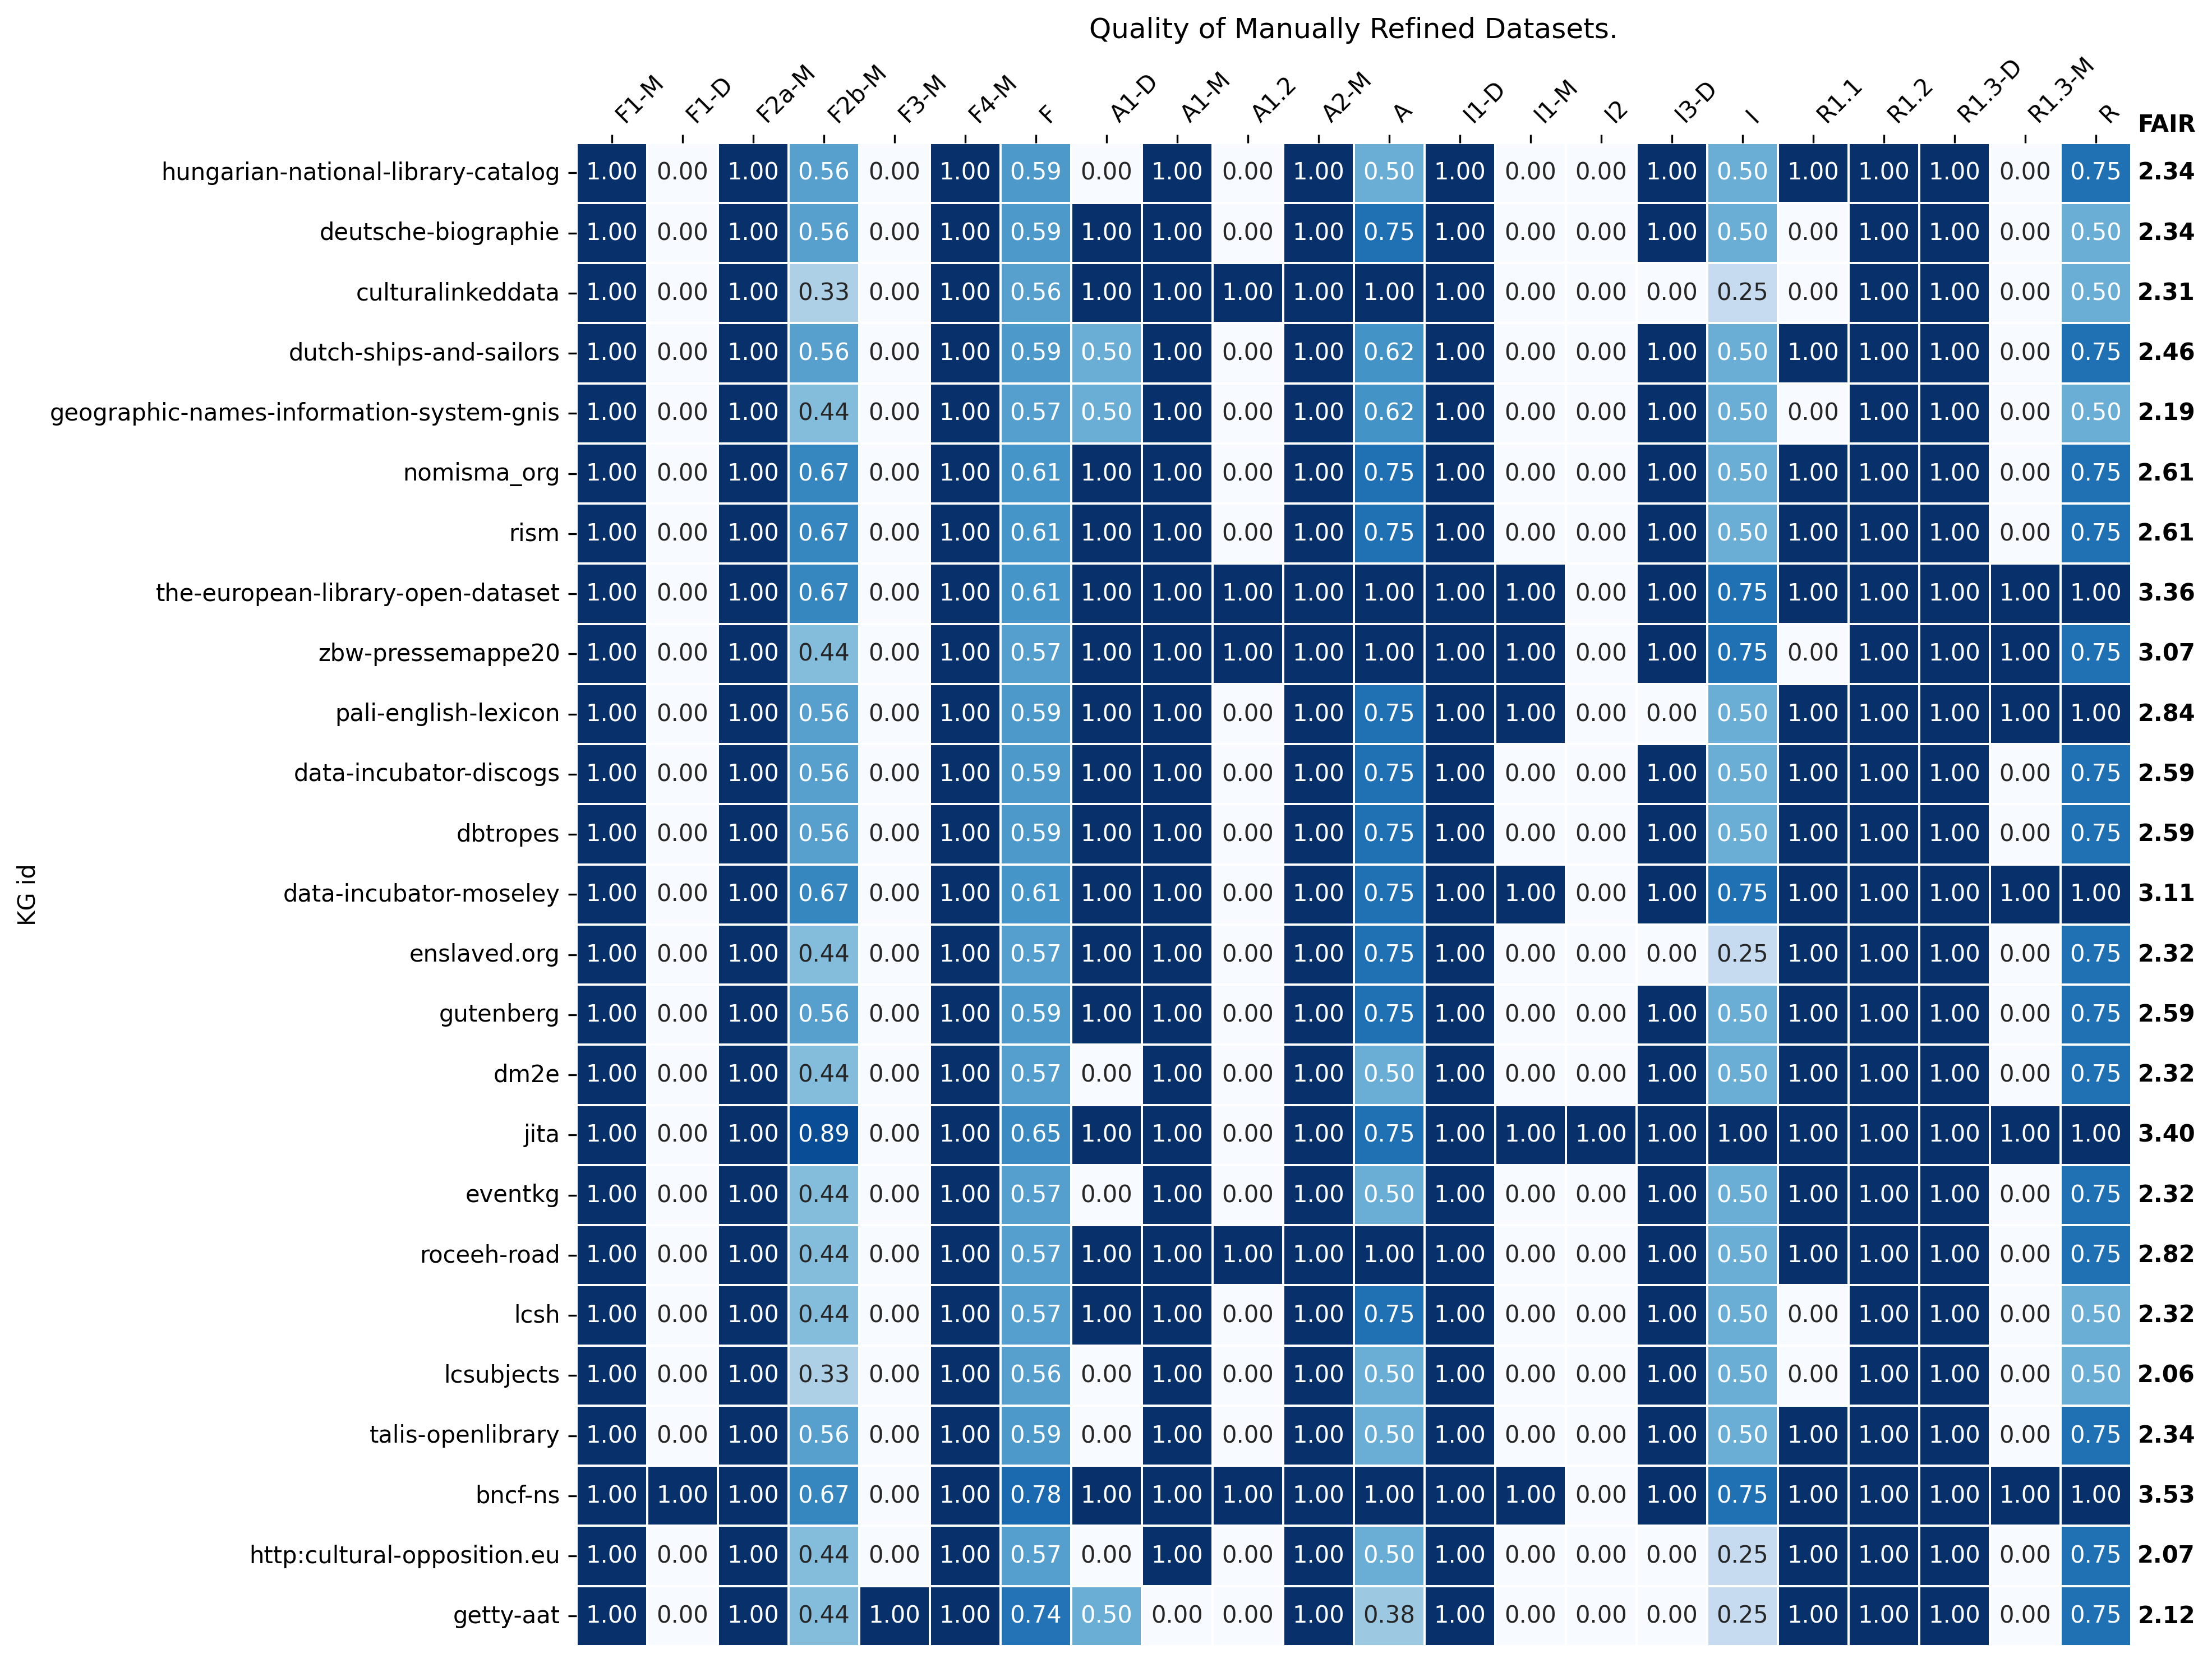 Quality of Manually Refined Datasets.
F1-M F1-D F2a-M F2b-M F3-M F4-M F A1-D A1-M A1.2 A2-M A I1-D I1-M I2 I3-D I R1.1 R1.2 R1.3-D R1.3-M R FAIR
KG id
hungarian-national-library-catalog 1.00 0.00 1.00 0.56 0.00 1.00 0.59 0.00 1.00 0.00 1.00 0.50 1.00 0.00 0.00 1.00 0.50 1.00 1.00 1.00 0.00 0.75 2.34
deutsche-biographie 1.00 0.00 1.00 0.56 0.00 1.00 0.59 1.00 1.00 0.00 1.00 0.75 1.00 0.00 0.00 1.00 0.50 0.00 1.00 1.00 0.00 0.50 2.34
culturalinkeddata 1.00 0.00 1.00 0.33 0.00 1.00 0.56 1.00 1.00 1.00 1.00 1.00 1.00 0.00 0.00 0.00 0.25 0.00 1.00 1.00 0.00 0.50 2.31
dutch-ships-and-sailors 1.00 0.00 1.00 0.56 0.00 1.00 0.59 0.50 1.00 0.00 1.00 0.62 1.00 0.00 0.00 1.00 0.50 1.00 1.00 1.00 0.00 0.75 2.46
geographic-names-information-system-gnis 1.00 0.00 1.00 0.44 0.00 1.00 0.57 0.50 1.00 0.00 1.00 0.62 1.00 0.00 0.00 1.00 0.50 0.00 1.00 1.00 0.00 0.50 2.19
nomisma_org 1.00 0.00 1.00 0.67 0.00 1.00 0.61 1.00 1.00 0.00 1.00 0.75 1.00 0.00 0.00 1.00 0.50 1.00 1.00 1.00 0.00 0.75 2.61
rism 1.00 0.00 1.00 0.67 0.00 1.00 0.61 1.00 1.00 0.00 1.00 0.75 1.00 0.00 0.00 1.00 0.50 1.00 1.00 1.00 0.00 0.75 2.61
the-european-library-open-dataset 1.00 0.00 1.00 0.67 0.00 1.00 0.61 1.00 1.00 1.00 1.00 1.00 1.00 1.00 0.00 1.00 0.75 1.00 1.00 1.00 1.00 1.00 3.36
zbw-pressemappe20 1.00 0.00 1.00 0.44 0.00 1.00 0.57 1.00 1.00 1.00 1.00 1.00 1.00 1.00 0.00 1.00 0.75 0.00 1.00 1.00 1.00 0.75 3.07
pali-english-lexicon 1.00 0.00 1.00 0.56 0.00 1.00 0.59 1.00 1.00 0.00 1.00 0.75 1.00 1.00 0.00 0.00 0.50 1.00 1.00 1.00 1.00 1.00 2.84
data-incubator-discogs 1.00 0.00 1.00 0.56 0.00 1.00 0.59 1.00 1.00 0.00 1.00 0.75 1.00 0.00 0.00 1.00 0.50 1.00 1.00 1.00 0.00 0.75 2.59
dbtropes 1.00 0.00 1.00 0.56 0.00 1.00 0.59 1.00 1.00 0.00 1.00 0.75 1.00 0.00 0.00 1.00 0.50 1.00 1.00 1.00 0.00 0.75 2.59
data-incubator-moseley 1.00 0.00 1.00 0.67 0.00 1.00 0.61 1.00 1.00 0.00 1.00 0.75 1.00 1.00 0.00 1.00 0.75 1.00 1.00 1.00 1.00 1.00 3.11
enslaved.org 1.00 0.00 1.00 0.44 0.00 1.00 0.57 1.00 1.00 0.00 1.00 0.75 1.00 0.00 0.00 0.00 0.25 1.00 1.00 1.00 0.00 0.75 2.32
gutenberg 1.00 0.00 1.00 0.56 0.00 1.00 0.59 1.00 1.00 0.00 1.00 0.75 1.00 0.00 0.00 1.00 0.50 1.00 1.00 1.00 0.00 0.75 2.59
dm2e 1.00 0.00 1.00 0.44 0.00 1.00 0.57 0.00 1.00 0.00 1.00 0.50 1.00 0.00 0.00 1.00 0.50 1.00 1.00 1.00 0.00 0.75 2.32
jita 1.00 0.00 1.00 0.89 0.00 1.00 0.65 1.00 1.00 0.00 1.00 0.75 1.00 1.00 1.00 1.00 1.00 1.00 1.00 1.00 1.00 1.00 3.40
eventkg 1.00 0.00 1.00 0.44 0.00 1.00 0.57 0.00 1.00 0.00 1.00 0.50 1.00 0.00 0.00 1.00 0.50 1.00 1.00 1.00 0.00 0.75 2.32
roceeh-road 1.00 0.00 1.00 0.44 0.00 1.00 0.57 1.00 1.00 1.00 1.00 1.00 1.00 0.00 0.00 1.00 0.50 1.00 1.00 1.00 0.00 0.75 2.82
lcsh 1.00 0.00 1.00 0.44 0.00 1.00 0.57 1.00 1.00 0.00 1.00 0.75 1.00 0.00 0.00 1.00 0.50 0.00 1.00 1.00 0.00 0.50 2.32
lcsubjects 1.00 0.00 1.00 0.33 0.00 1.00 0.56 0.00 1.00 0.00 1.00 0.50 1.00 0.00 0.00 1.00 0.50 0.00 1.00 1.00 0.00 0.50 2.06
talis-openlibrary 1.00 0.00 1.00 0.56 0.00 1.00 0.59 0.00 1.00 0.00 1.00 0.50 1.00 0.00 0.00 1.00 0.50 1.00 1.00 1.00 0.00 0.75 2.34
bncf-ns 1.00 1.00 1.00 0.67 0.00 1.00 0.78 1.00 1.00 1.00 1.00 1.00 1.00 1.00 0.00 1.00 0.75 1.00 1.00 1.00 1.00 1.00 3.53
http:cultural-opposition.eu 1.00 0.00 1.00 0.44 0.00 1.00 0.57 0.00 1.00 0.00 1.00 0.50 1.00 0.00 0.00 0.00 0.25 1.00 1.00 1.00 0.00 0.75 2.07
getty-aat 1.00 0.00 1.00 0.44 1.00 1.00 0.74 0.50 0.00 0.00 1.00 0.38 1.00 0.00 0.00 0.00 0.25 1.00 1.00 1.00 0.00 0.75 2.12